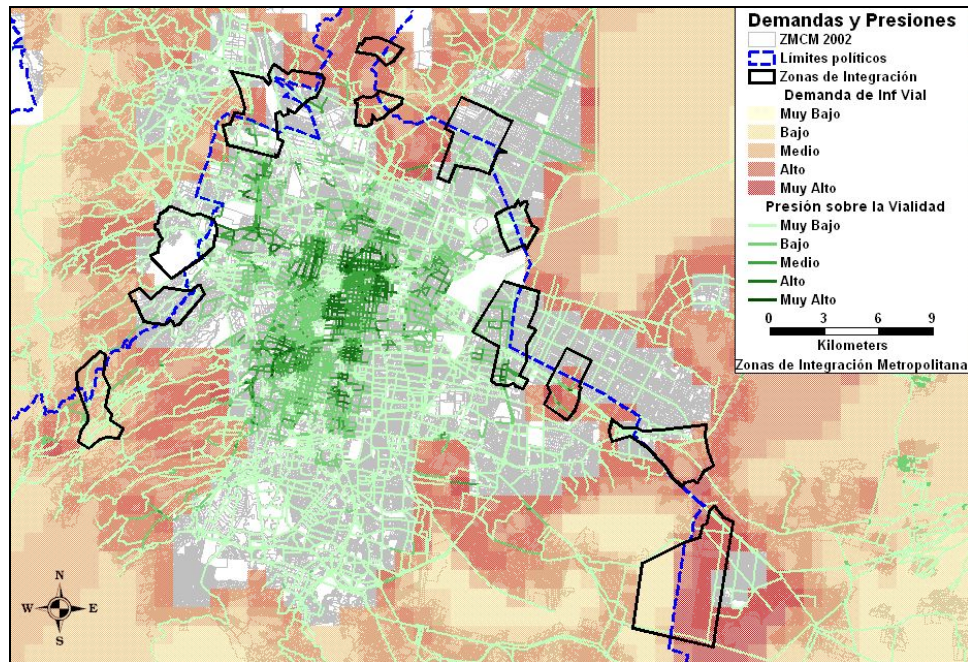 Demandas y Presiones
ZMCM 2002
Límites políticos
Zonas de Integración
Demanda de Inf Vial
Muy Bajo
Bajo
Medio
Alto
Muy Alto
Presión sobre la Vialidad
Muy Bajo
Bajo
Medio
Alto
Muy Alto
0 3 6 9
Kilometers
Zonas de Integración Metropolitana
N
W E
S